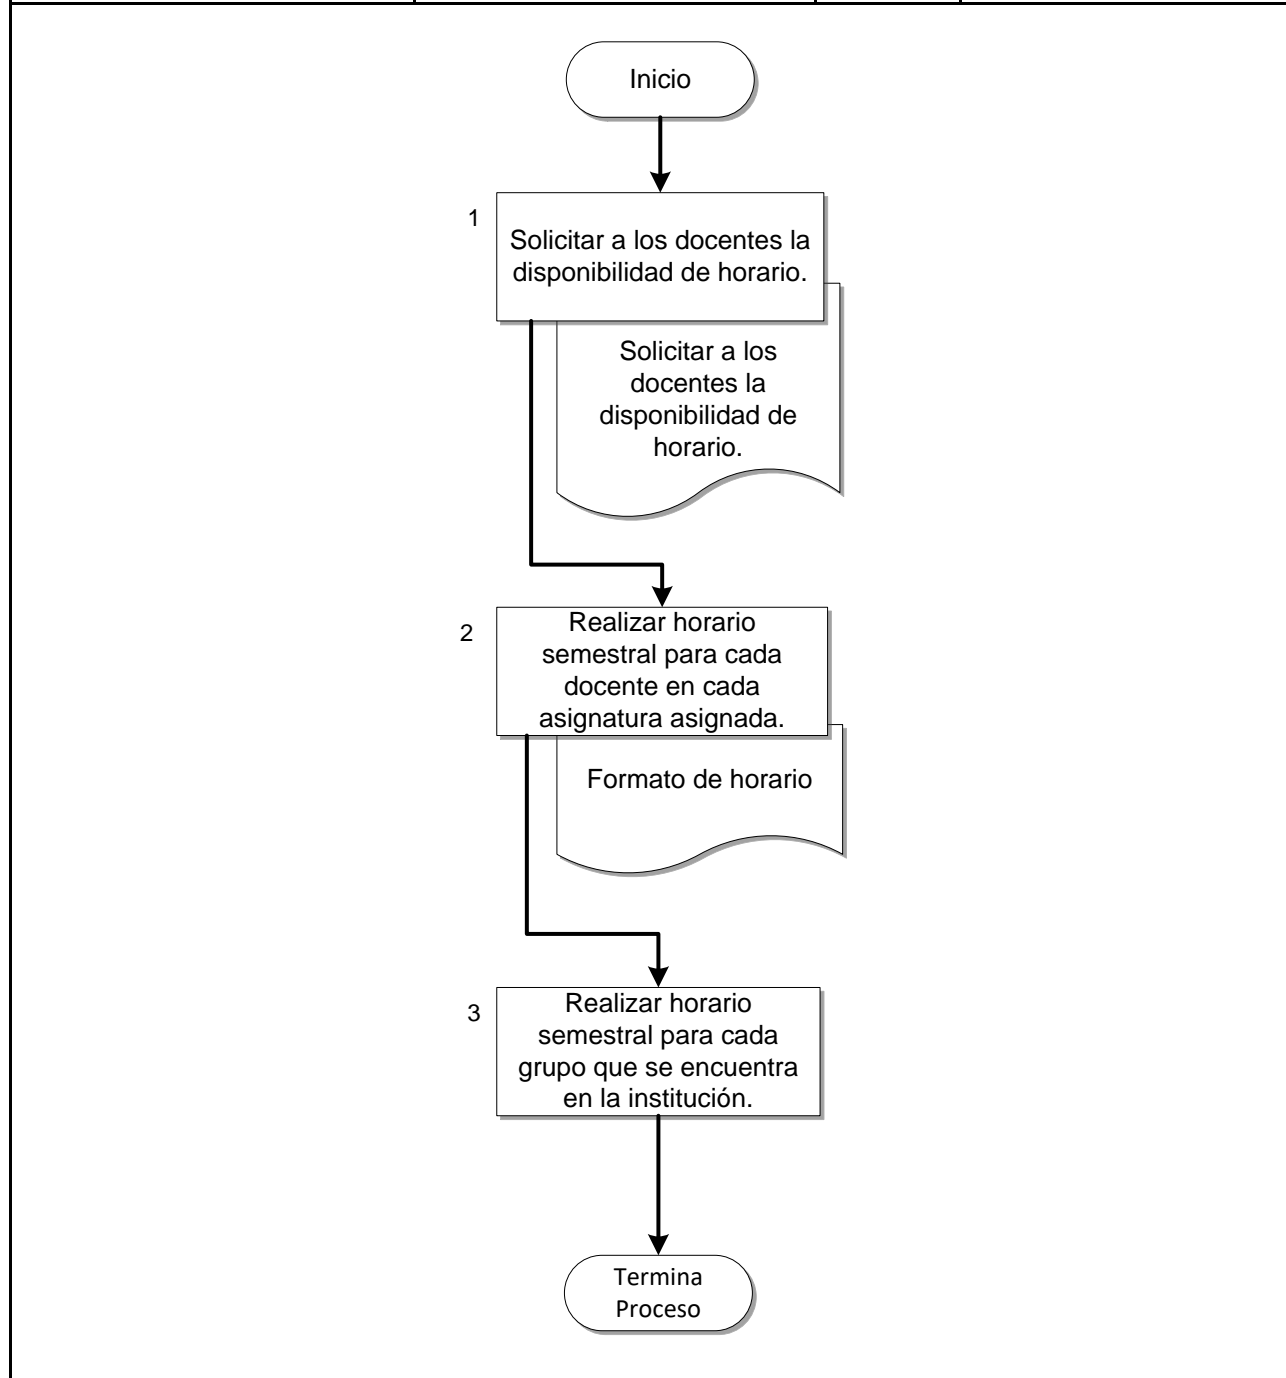 Inicio
1
Solicitar a los docentes la
disponibilidad de horario.
Solicitar a los
docentes la
disponibilidad de
horario.
2
Realizar horario
semestral para cada
docente en cada
asignatura asignada.
Formato de horario
3
Realizar horario
semestral para cada
grupo que se encuentra
en la institución.
Termina
Proceso